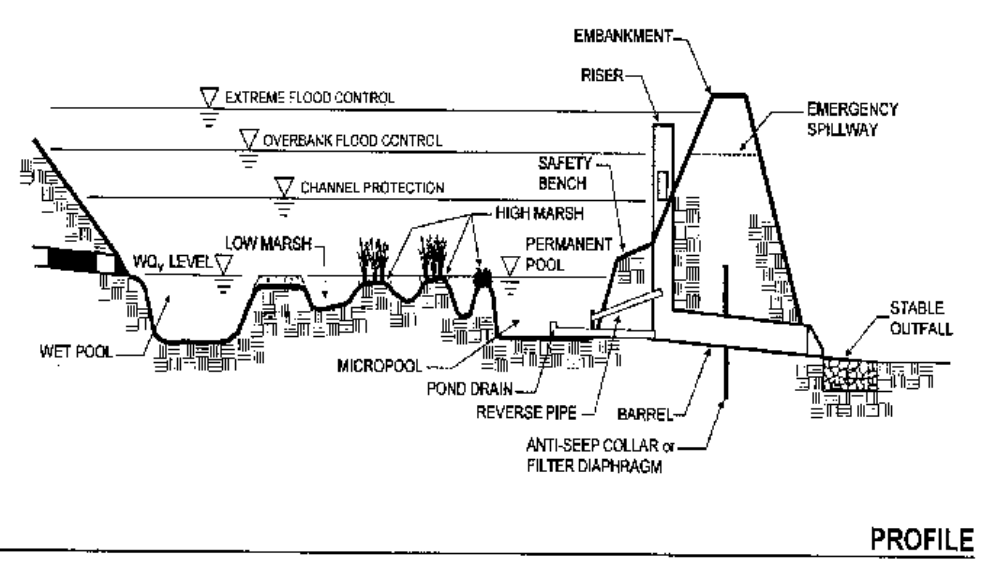 EMBANKMENT
RISER
EXTREME FLOOD CONTROL
EMERGENCY
SPILLWAY
OVERBANK FLOOD CONTROL
SAFETY
BENCH
CHANNEL PROTECTION
HIGH MARSH
LOW MARSH
PERMANENT
POOL
WQv LEVEL
STABLE
OUTFALL
WET POOL
MICROPOOL
POND DRAIN
REVERSE PIPE
BARREL
ANTI-SEEP COLLAR or
FILTER DIAPHRAGM
PROFILE